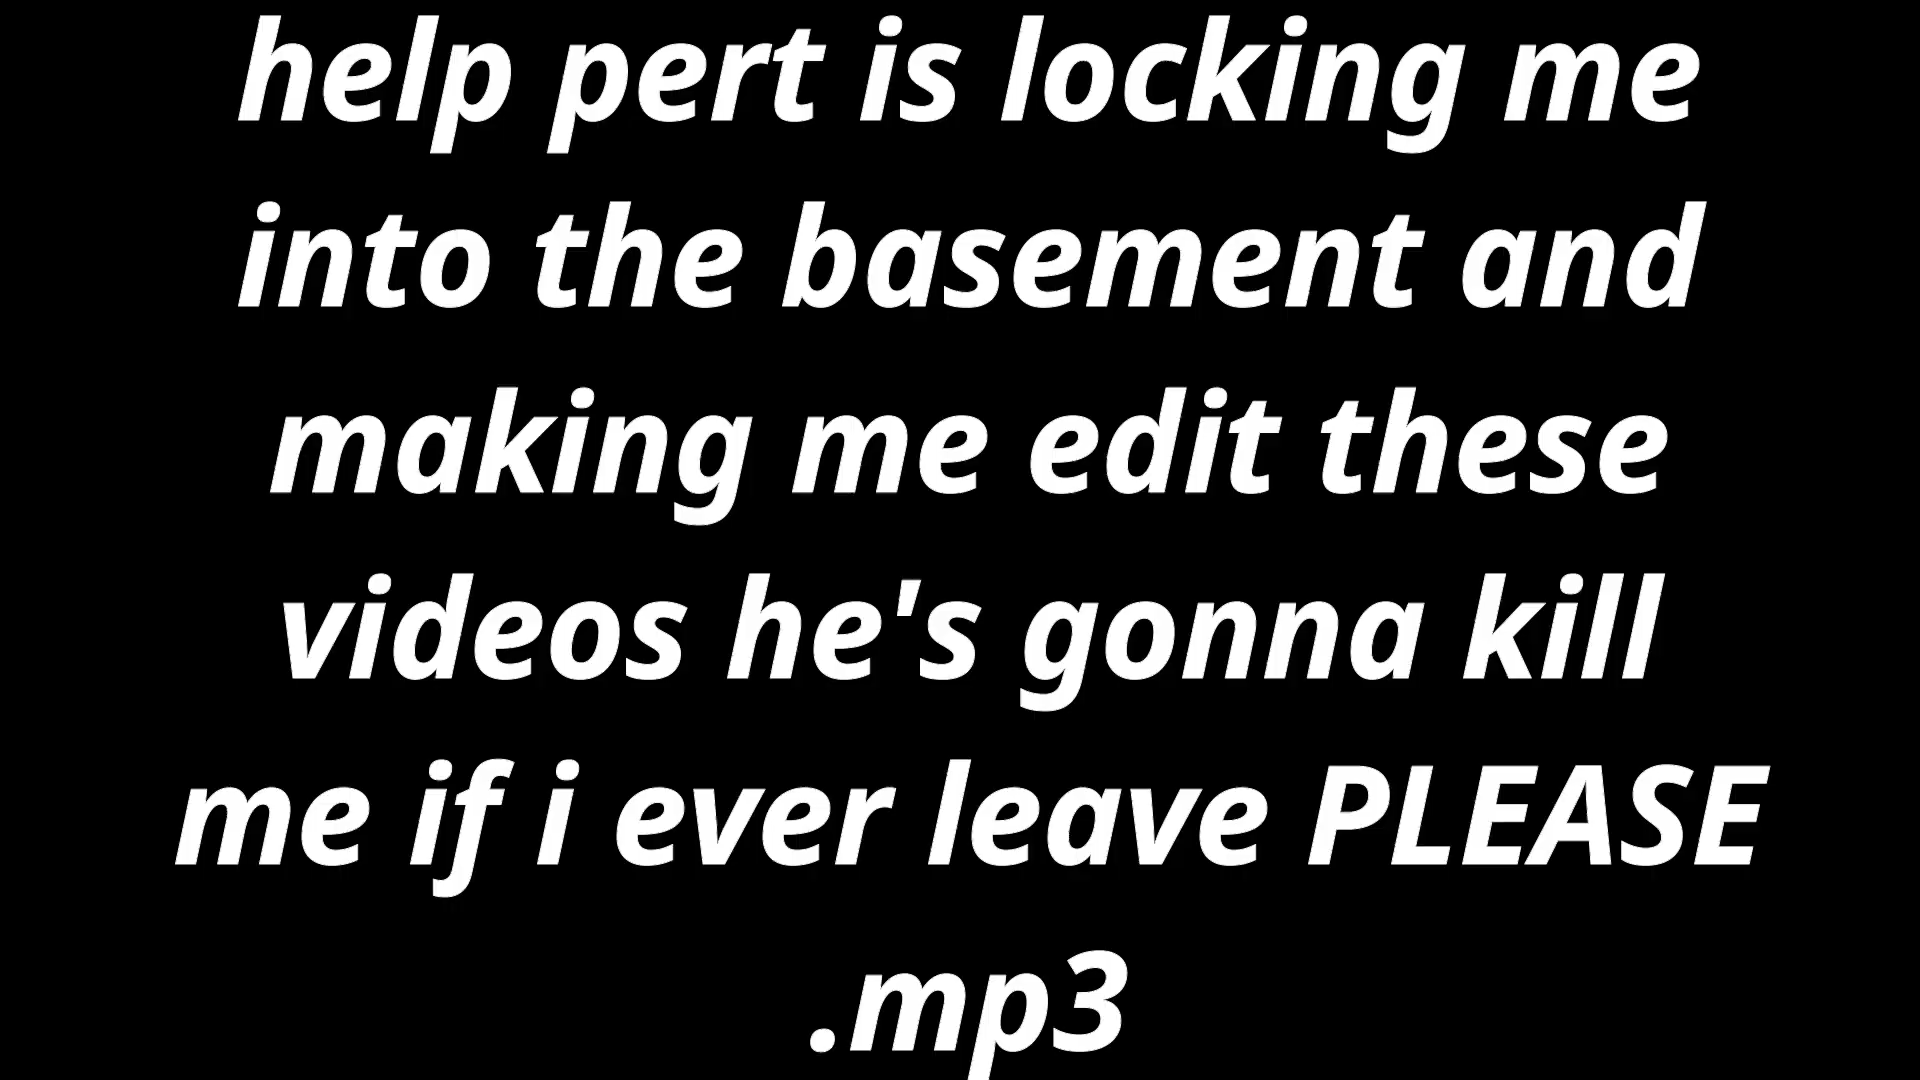 help pert is locking me
into the basement and
making me edit these
videos he's gonna kill
me if i ever leave PLEASE
.mp3